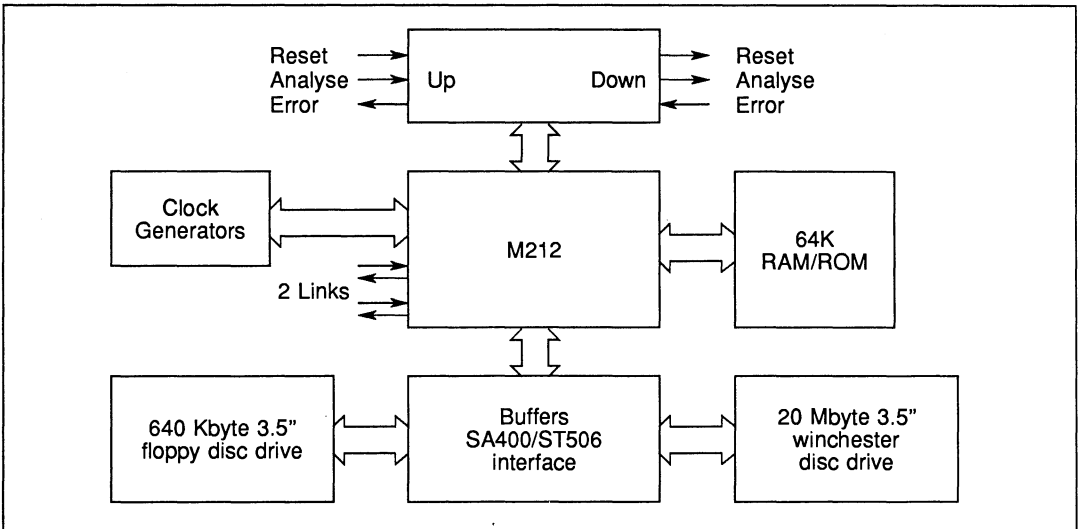 Reset
Analyse
Error
Up
Down
Reset
Analyse
Error
Clock
Generators
M212
64K
RAM/ROM
2 Links
640 Kbyte 3.5"
floppy disc drive
Buffers
SA400/ST506
interface
20 Mbyte 3.5"
winchester
disc drive